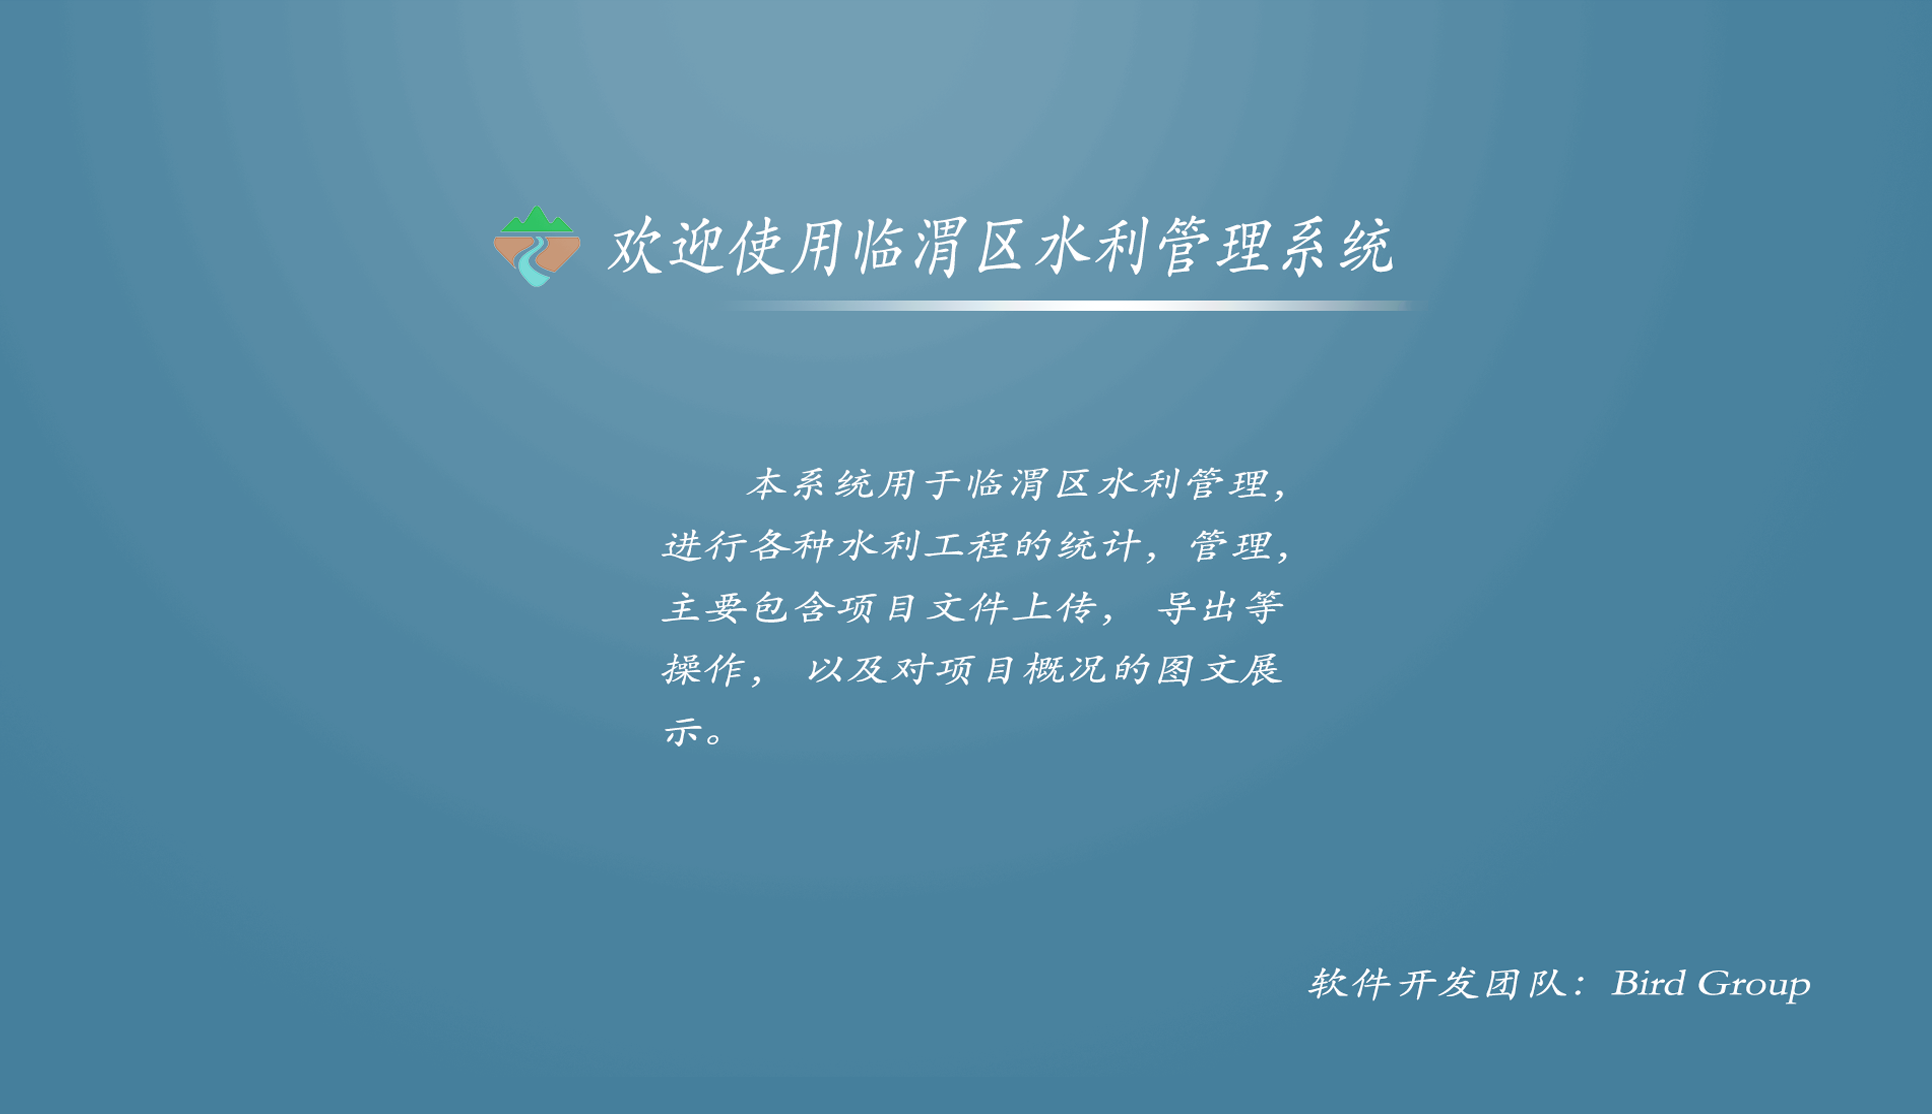 欢迎使用临渭区水利管理系统
本系统用于临渭区水利管理，
进行各种水利工程的统计，管理，
主要包含项目文件上传， 导出等
操作， 以及对项目概况的图文展
示。
软件开发团队：Bird Group